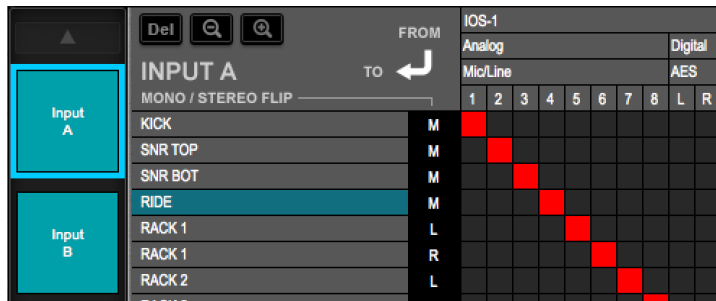 Del
FROM
IOS-1
Analog Digital
INPUT A
TO
Mic/Line AES
MONO / STEREO FLIP
1 2 3 4 5 6 7 8 L R
Input
A
KICK M
SNR TOP M
SNR BOT M
RIDE M
Input
B
RACK 1 L
RACK 1 R
RACK 2 L